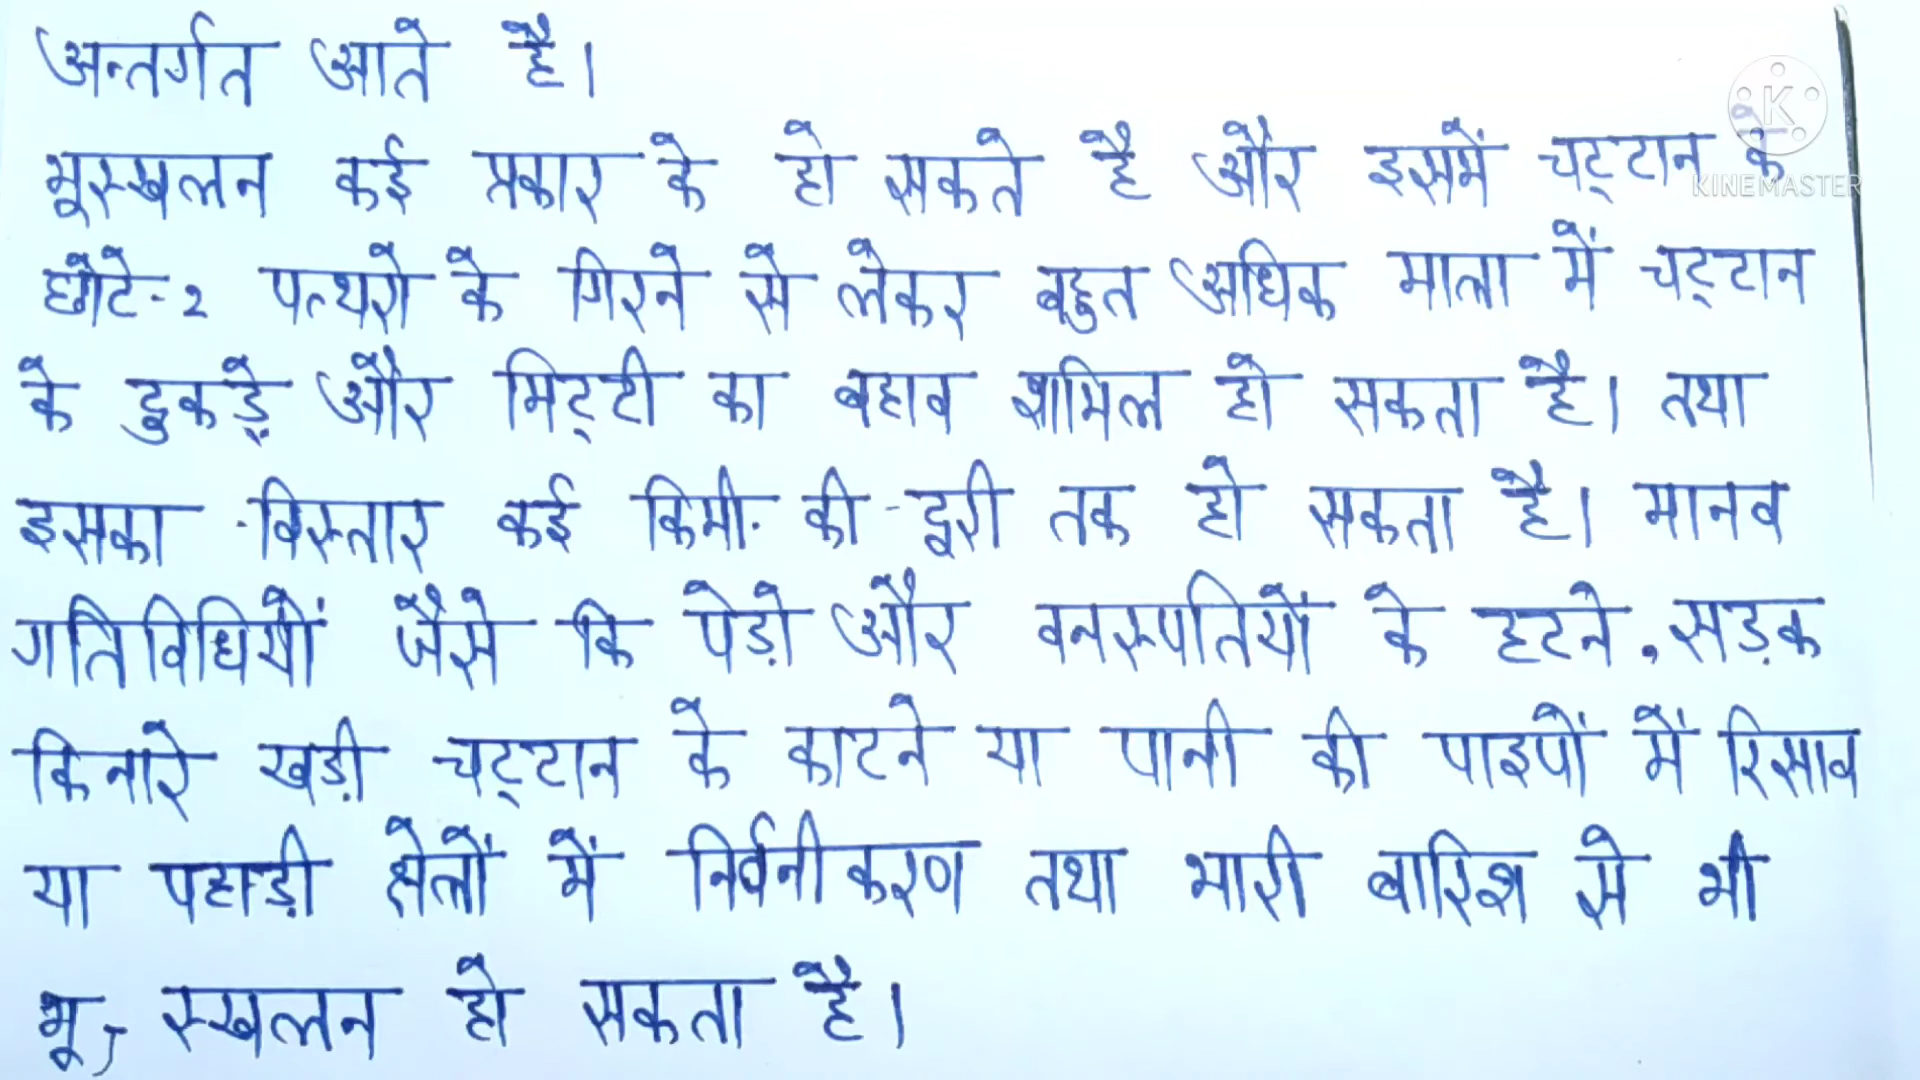 अन्तर्गत आते है।
भूस्खलन कई प्रकार के हो सकते है और इसमें चट्टान के
छोटे-२ पत्थरो के गिरने से लेकर बहुत अधिक मात्रा में चट्टान
के टुकड़े और मिट्टी का बहाव शामिल हो सकता है। तथा
इसका विस्तार कई किमी. की दूरी तक हो सकता है। मानव
गतिविधियों जैसे कि पेड़ो और वनस्पतियों के हटने, सड़क
किनारे खड़ी चट्टान के काटने या पानी की पाइपों में रिसाव
या पहाड़ी क्षेत्रों में निर्वनीकरण तथा भारी बारिश से भी
भू, स्खलन हो सकता है।
K
KINEMASTER